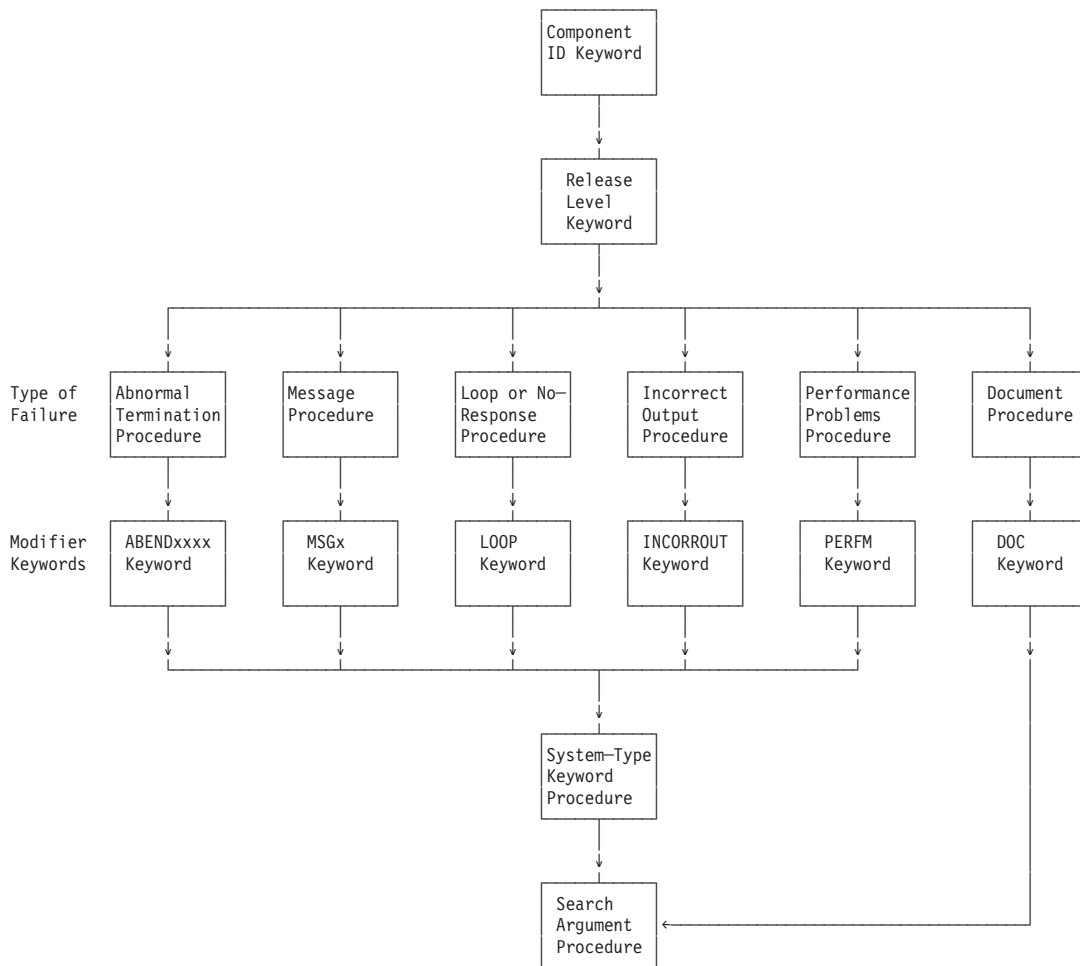 Component
ID Keyword
Release
Level
Keyword
Type of
Failure
Abnormal
Termination
Procedure
Message
Procedure
Loop or No—
Response
Procedure
Incorrect
Output
Procedure
Performance
Problems
Procedure
Document
Procedure
Modifier
Keywords
ABENDxxxx
Keyword
MSGx
Keyword
LOOP
Keyword
INCORROUT
Keyword
PERFM
Keyword
DOC
Keyword
System—Type
Keyword
Procedure
Search
Argument
Procedure